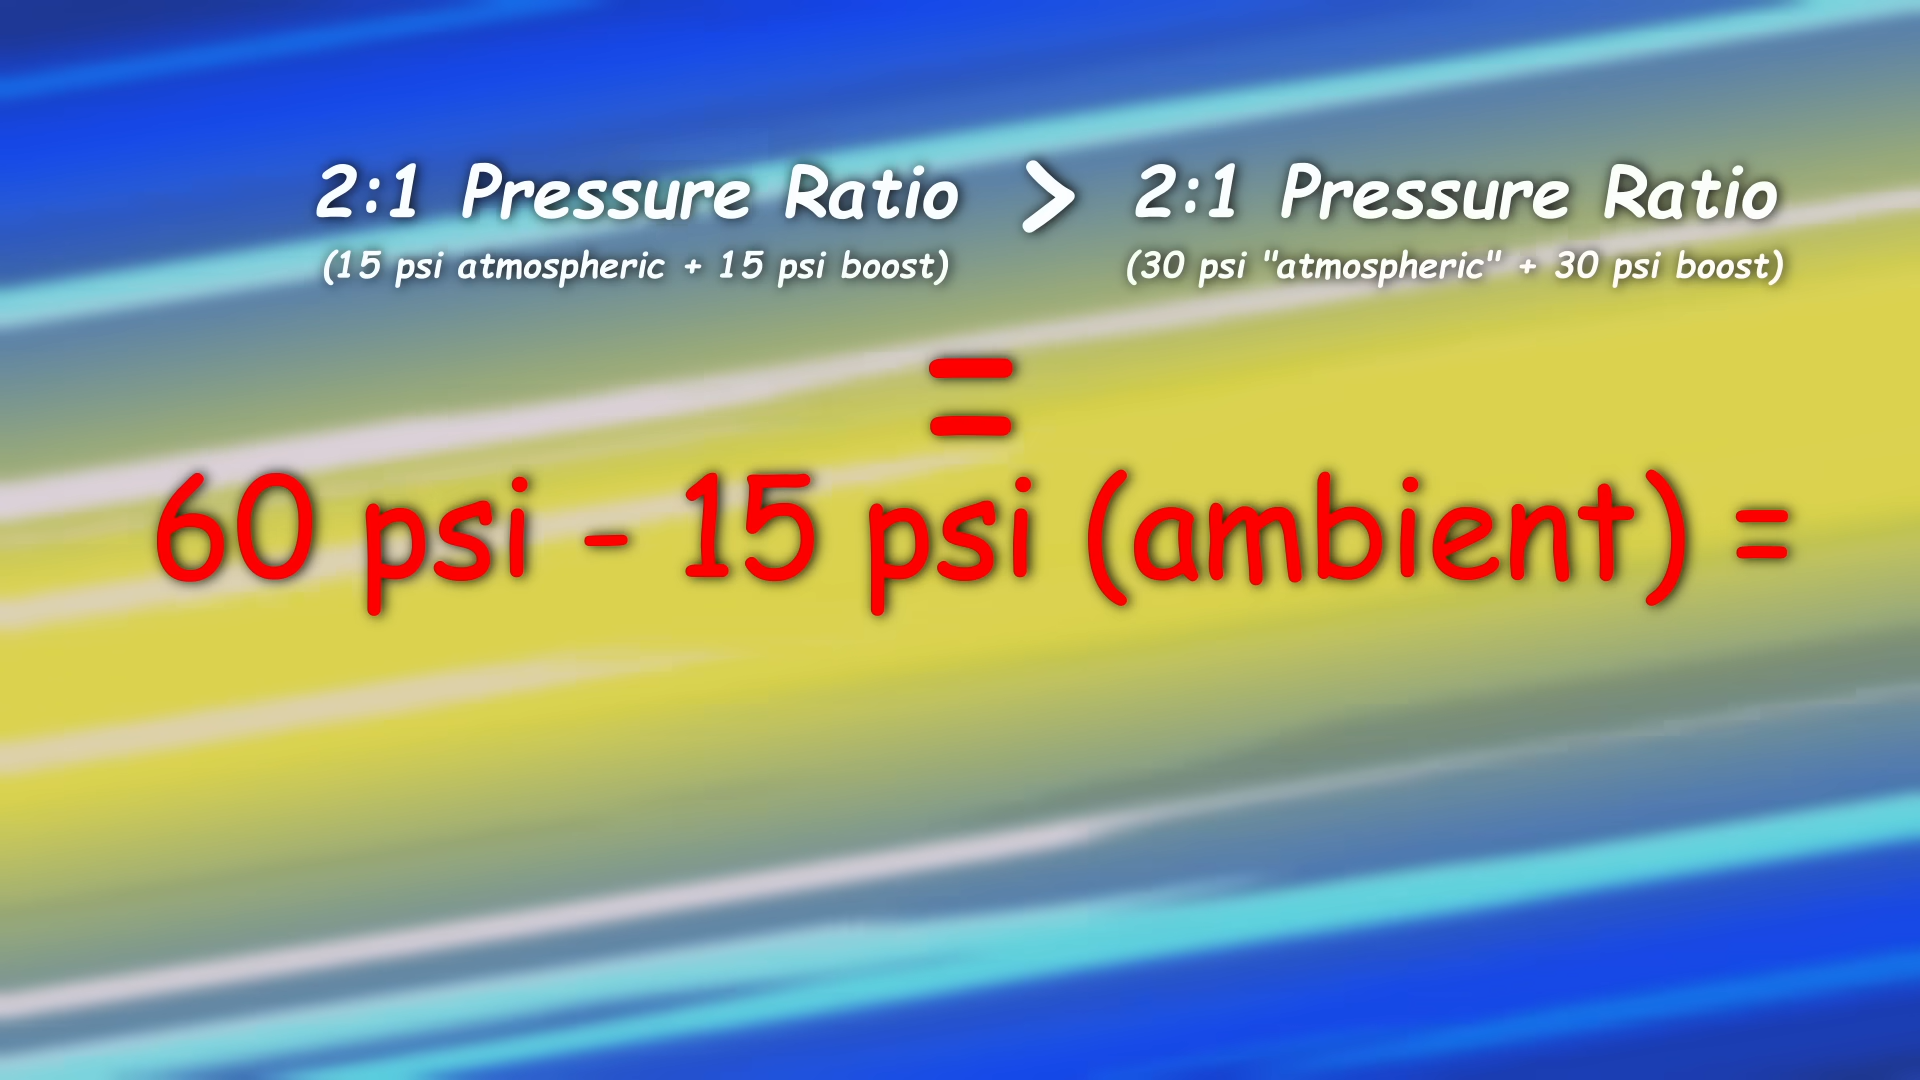 2:1 Pressure Ratio > 2:1 Pressure Ratio
(15 psi atmospheric + 15 psi boost) (30 psi "atmospheric" + 30 psi boost)
=
60 psi - 15 psi (ambient) =